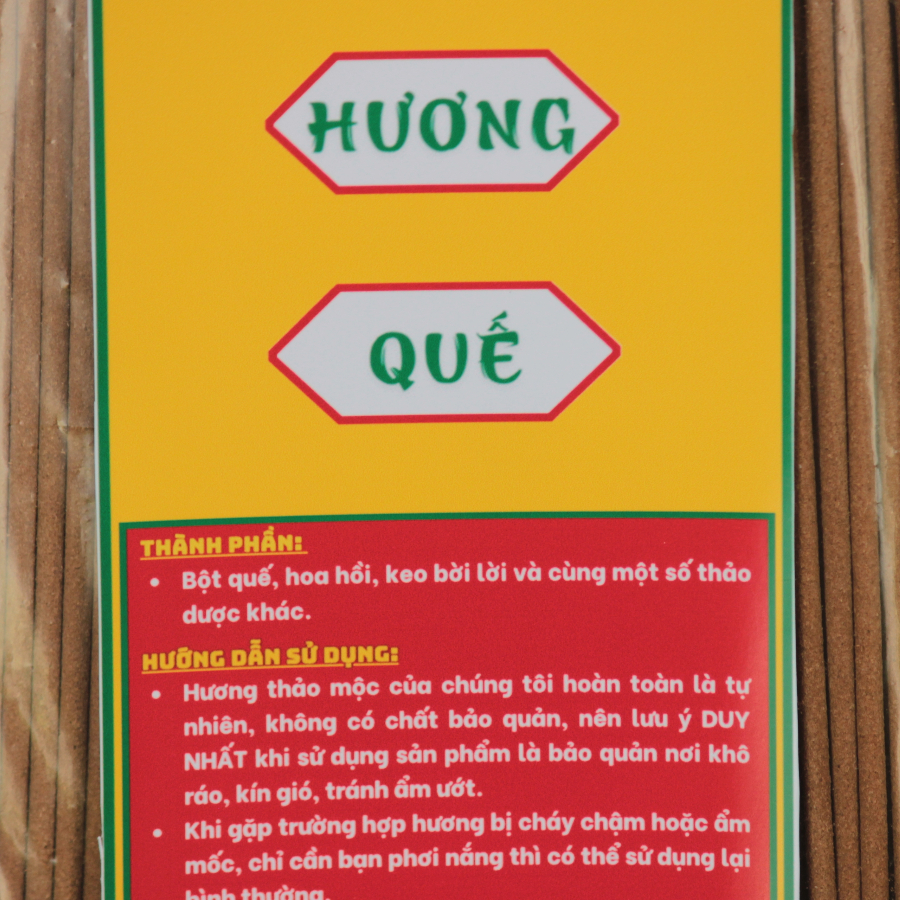 HƯƠNG
QUẾ
THÀNH PHẦN:
• Bột quế, hoa hồi, keo bời lời và cùng một số thảo
dược khác.
HƯỚNG DẪN SỬ DỤNG:
• Hương thảo mộc của chúng tôi hoàn toàn là tự
nhiên, không có chất bảo quản, nên lưu ý DUY
NHẤT khi sử dụng sản phẩm là bảo quản nơi khô
ráo, kín gió, tránh ẩm ướt.
• Khi gặp trường hợp hương bị cháy chậm hoặc ẩm
mốc, chỉ cần bạn phơi nắng thì có thể sử dụng lại
bình thường.